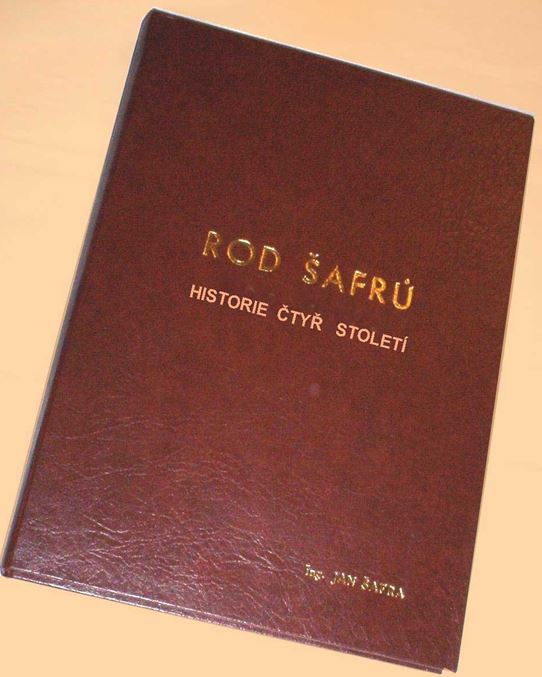 ROD ŠAFRŮ
HISTORIE ČTYŘ STOLETÍ
Ing. JAN ŠAFRA